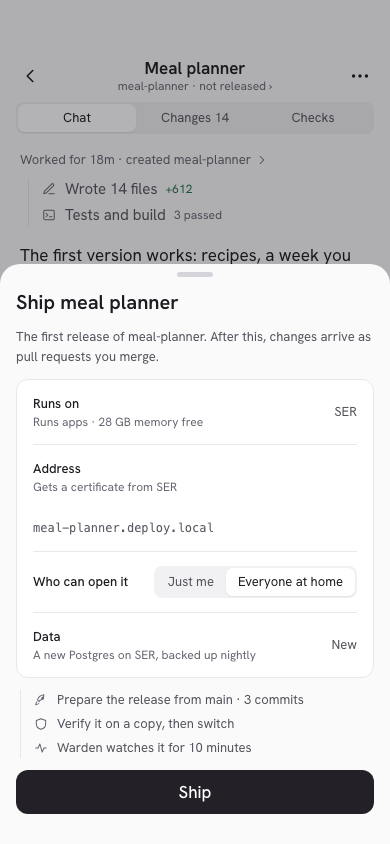 Meal planner
meal-planner · not released ›
Chat
Changes 14
Checks
Worked for 18m · created meal-planner
Wrote 14 files +612
Tests and build 3 passed
The first version works: recipes, a week you
Ship meal planner
The first release of meal-planner. After this, changes arrive as
pull requests you merge.
Runs on
Runs apps · 28 GB memory free
SER
Address
Gets a certificate from SER
meal-planner.deploy.local
Who can open it
Just me
Everyone at home
Data
A new Postgres on SER, backed up nightly
New
Prepare the release from main · 3 commits
Verify it on a copy, then switch
Warden watches it for 10 minutes
Ship